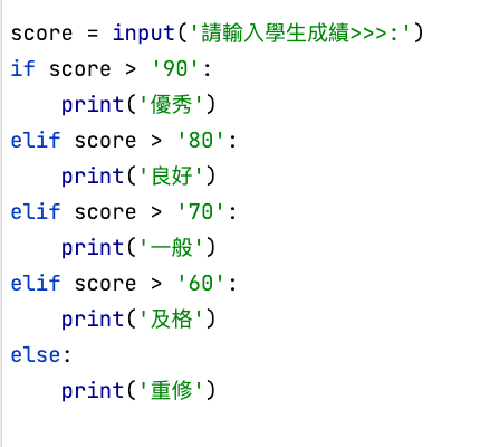 score = input('請輸入學生成績>>>:')
if score > '90':
    print('優秀')
elif score > '80':
    print('良好')
elif score > '70':
    print('一般')
elif score > '60':
    print('及格')
else:
    print('重修')